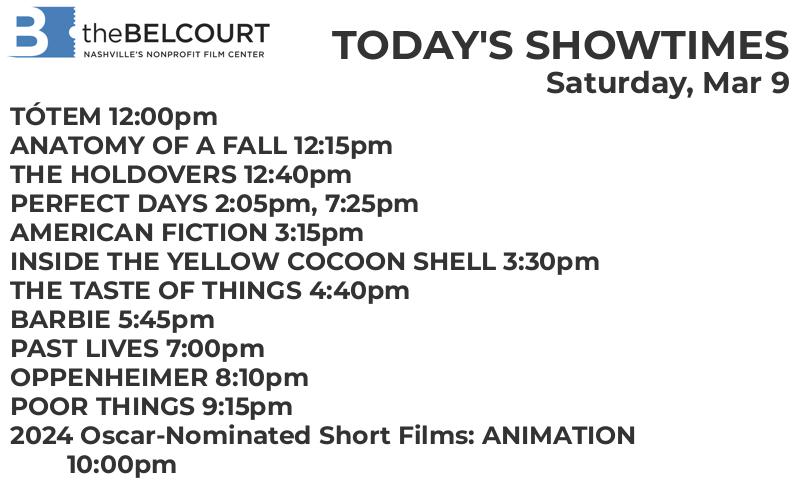 B theBELCOURT
NASHVILLE'S NONPROFIT FILM CENTER
TODAY'S SHOWTIMES
Saturday, Mar 9
TÓTEM 12:00pm
ANATOMY OF A FALL 12:15pm
THE HOLDOVERS 12:40pm
PERFECT DAYS 2:05pm, 7:25pm
AMERICAN FICTION 3:15pm
INSIDE THE YELLOW COCOON SHELL 3:30pm
THE TASTE OF THINGS 4:40pm
BARBIE 5:45pm
PAST LIVES 7:00pm
OPPENHEIMER 8:10pm
POOR THINGS 9:15pm
2024 Oscar-Nominated Short Films: ANIMATION
10:00pm